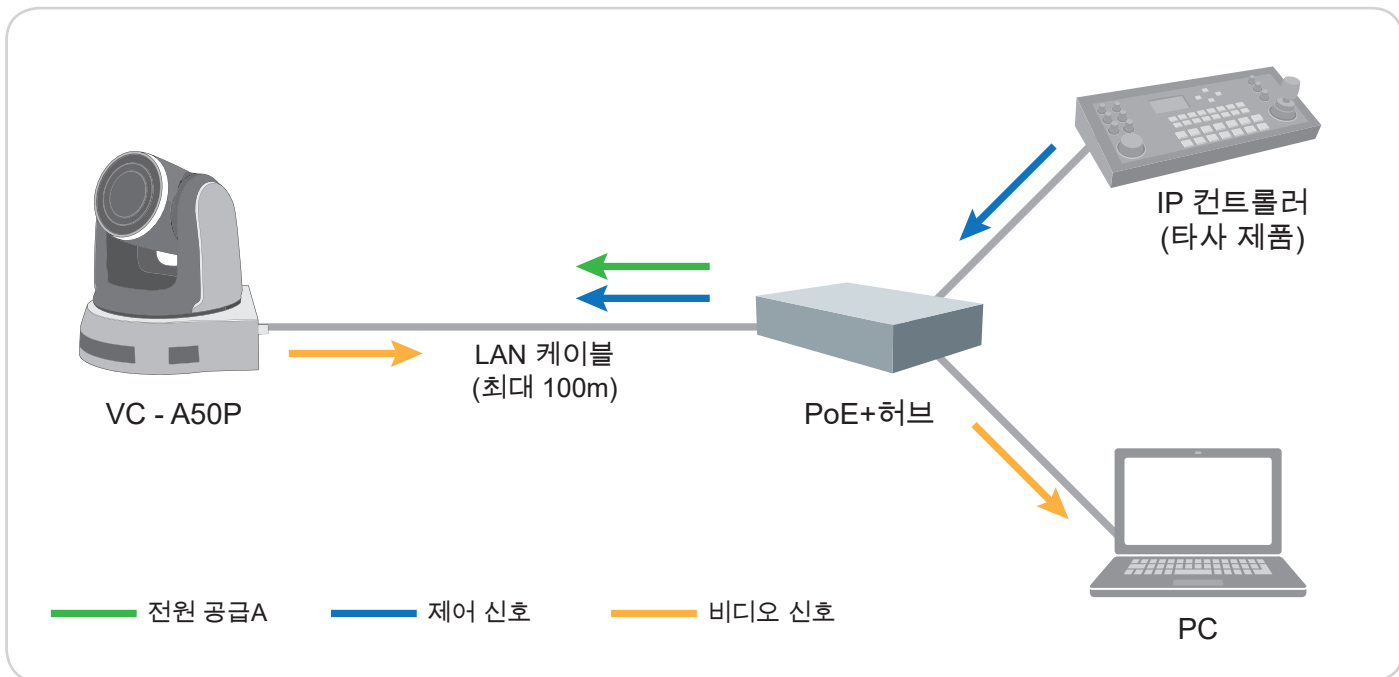 IP 컨트롤러
(타사 제품)
LAN 케이블
(최대 100m)
VC - A50P
PoE+허브
전원 공급A
제어 신호
비디오 신호
PC